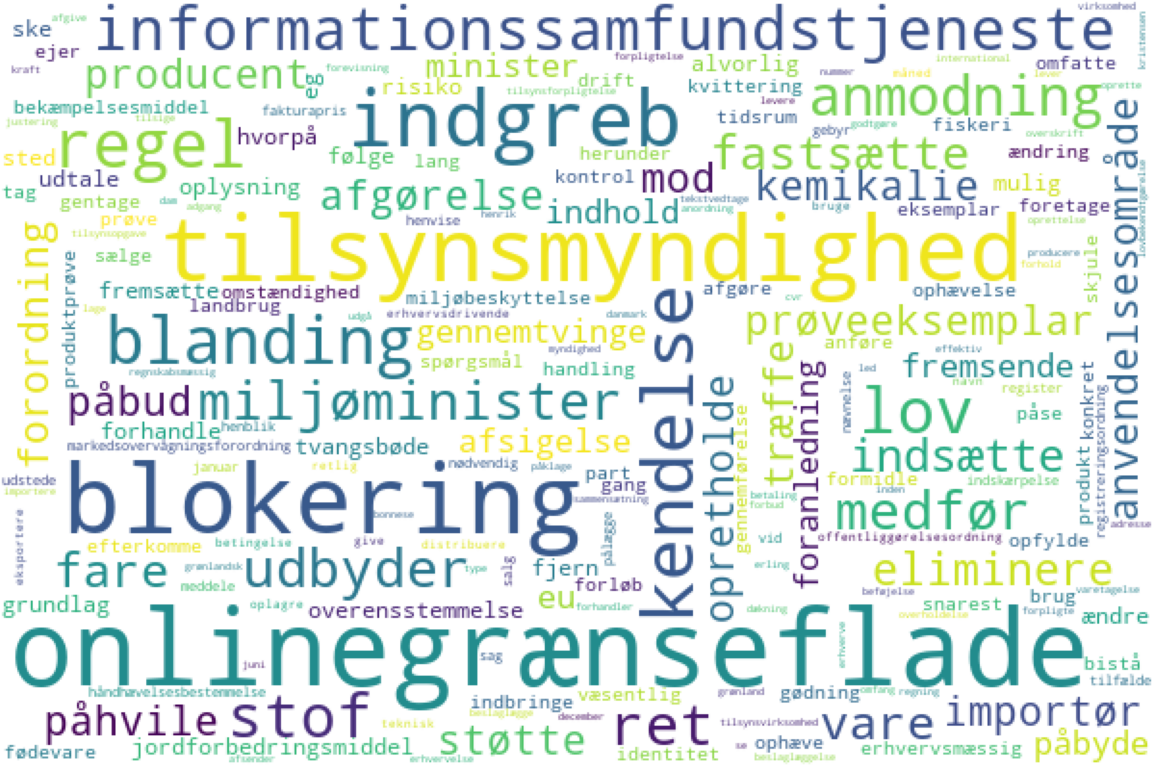 afgive
virksomhed
ske
informationssamfundstjeneste
kristensen
ejer
forpligtelse
kraft
producent
forevisning
eg
minister
alvorlig
nummer
måned
international
omfatte
risiko
drift
kvittering
lever
tilsynsforpligtelse
bekæmpelsesmiddel
fakturapris
indgreb
levere
anmodning
oprette
justering
tilsige
regel
hvorpå
tidsrum
gebyr
godtgøre
fiskeri
overskrift
sted
følge
lang
herunder
fastsætte
ændring
anvendelsesområde
udtale
oplysning
kontrol
mod
kemikalie
mulig
tag
gentage
dam
adgang
afgørelse
tekstvedtage
anordning
bruge
eksemplar
foretage
lovbekendtgørelse
prøve
henvise
henrik
indhold
oprettelse
tilsynsopgave
tilsynsmyndighed
producere
forhold
skjule
forordning
produktprøve
sælge
fremsætte
omstændighed
miljøbeskyttelse
afgøre
ophævelse
landbrug
lage
udgå
erhvervsdrivende
danmark
cvr
blanding
gennemtvinge
kendelse
prøveeksemplar
anføre
myndighed
effektiv
regnskabsmæssig
spørgsmål
handling
træffe
foranledning
fremsende
led
navn
register
konkret
påbud
miljøminister
opretholde
nævnelse
lov
påse
registreringsordning
forhandle
henblik
gennemførelse
markedsovervågningsforordning
tvangsbøde
afsigelse
indsætte
produkt
januar
retlig
nødvendig
påklage
part
udstede
importere
formidle
indskærpelse
gang
sammensætning
betaling
forbud
inden
adresse
blokering
bonnese
medfør
eksportere
pålægge
vid
offentliggørelsesordning
opfylde
efterkomme
betingelse
give
distribuere
fare
grønlandsk
udbyder
type
salg
fjern
erling
eliminere
meddele
forløb
beføjelse
varetagelse
grundlag
oplagre
overensstemmelse
eu
forhandler
dækning
overholdelse
snarest
brug
forpligte
ændre
onlinegrænseflade
erhverve
juni
sag
bistå
tilfælde
håndhævelsesbestemmelse
indbringe
væsentlig
grønland
gødning
omfang
regning
påhvile
stof
teknisk
beslaglægge
december
ret
tilsynsvirksomhed
vare
importør
fødevare
jordforbedringsmiddel
støtte
identitet
se
ophæve
erhvervsmæssig
påbyde
afsender
erhvervelse
beslaglæggelse